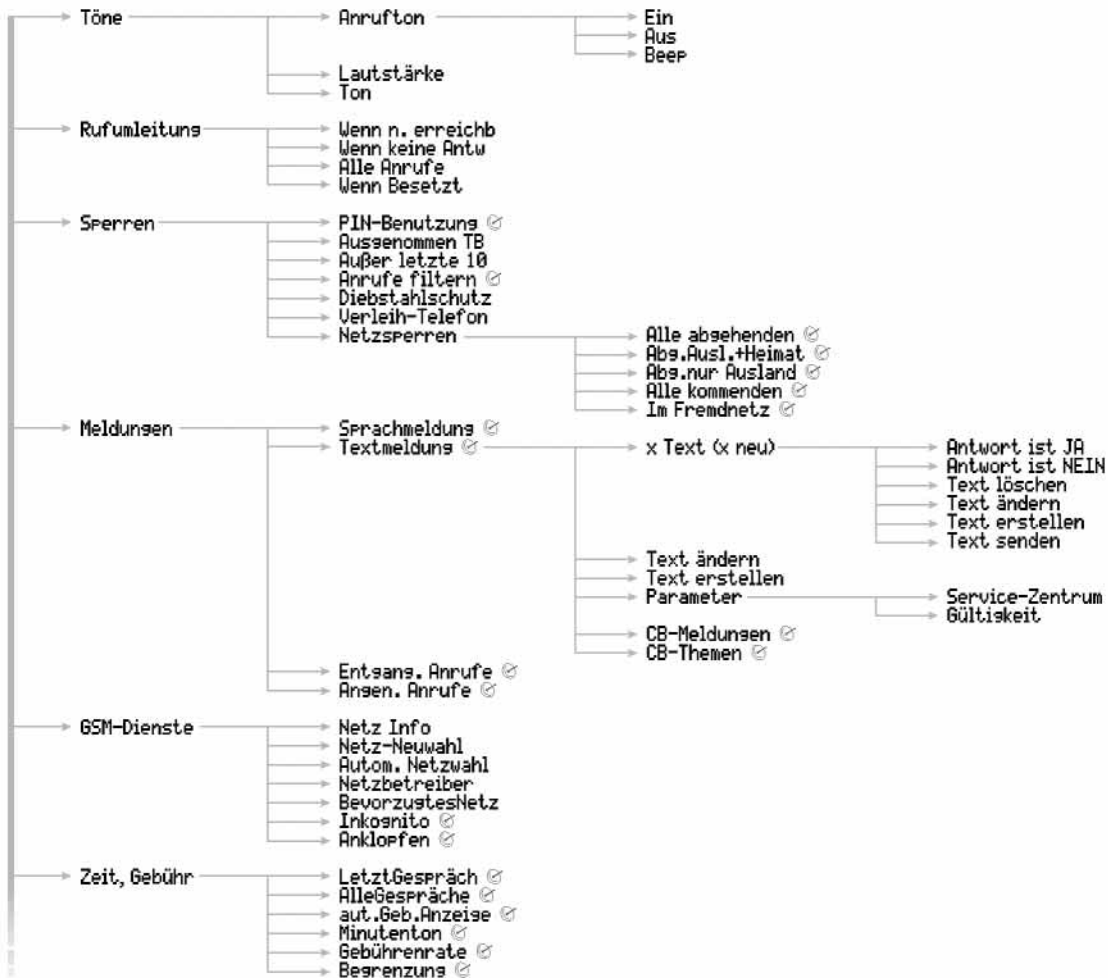 Töne
Anrufton
Ein
Aus
Beep
Lautstärke
Ton
Rufumleitung
Wenn n. erreichb
Wenn keine Antw
Alle Anrufe
Wenn Besetzt
Sperren
PIN-Benutzung
Ausgenommen TB
Außer letzte 10
Anrufe filtern
Diebstahlschutz
Verleih-Telefon
Netzsperren
Alle abgehenden
Abg.Ausl.+Heimat
Abg.nur Ausland
Alle kommenden
Im Fremdnetz
Meldungen
Sprachmeldung
Textmeldung
x Text (x neu)
Antwort ist JA
Antwort ist NEIN
Text löschen
Text ändern
Text erstellen
Text senden
Text ändern
Text erstellen
Parameter
Service-Zentrum
Gültigkeit
CB-Meldungen
CB-Themen
Entgang. Anrufe
Angen. Anrufe
GSM-Dienste
Netz Info
Netz-Neuwahl
Autom. Netzwahl
Netzbetreiber
BevorzugtesNetz
Inkognito
Anklopfen
Zeit, Gebühr
LetztGespräch
AlleGespräche
aut.Geb.Anzeige
Minutenton
Gebührenrate
Begrenzung